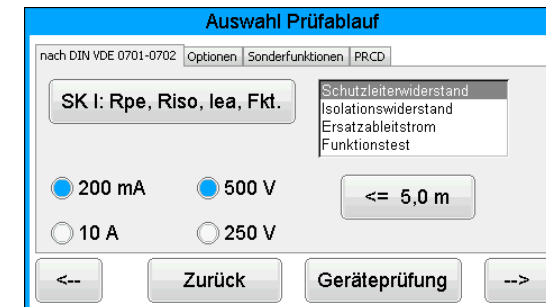 Auswahl Prüfablauf
nach DIN VDE 0701-0702 Optionen Sonderfunktionen PRCD
SK I: Rpe, Riso, Iea, Fkt.
Schutzleiterwiderstand
Isolationswiderstand
Ersatzableitstrom
Funktionstest
200 mA 500 V
<= 5,0 m
10 A 250 V
<-- Zurück Geräteprüfung -->